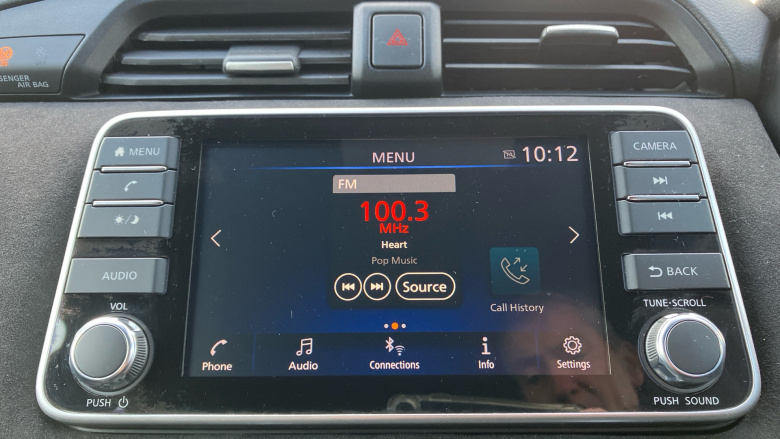 AIR BAG
MENU
CAMERA
MENU
10:12
FM
100.3
MHz
Heart
Pop Music
Source
Call History
AUDIO
BACK
VOL
TUNE·SCROLL
Phone
Audio
Connections
Info
Settings
PUSH
PUSH SOUND